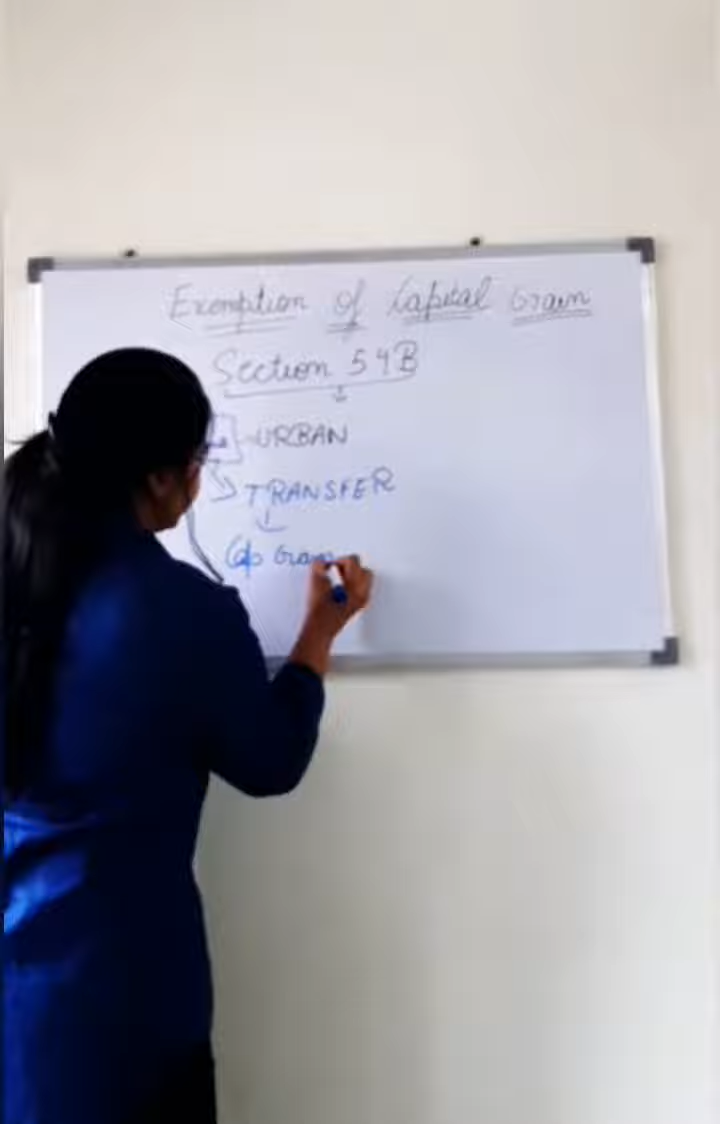 Exemption of Capital Gain
Section 54B
URBAN
TRANSFER
Cap Gain